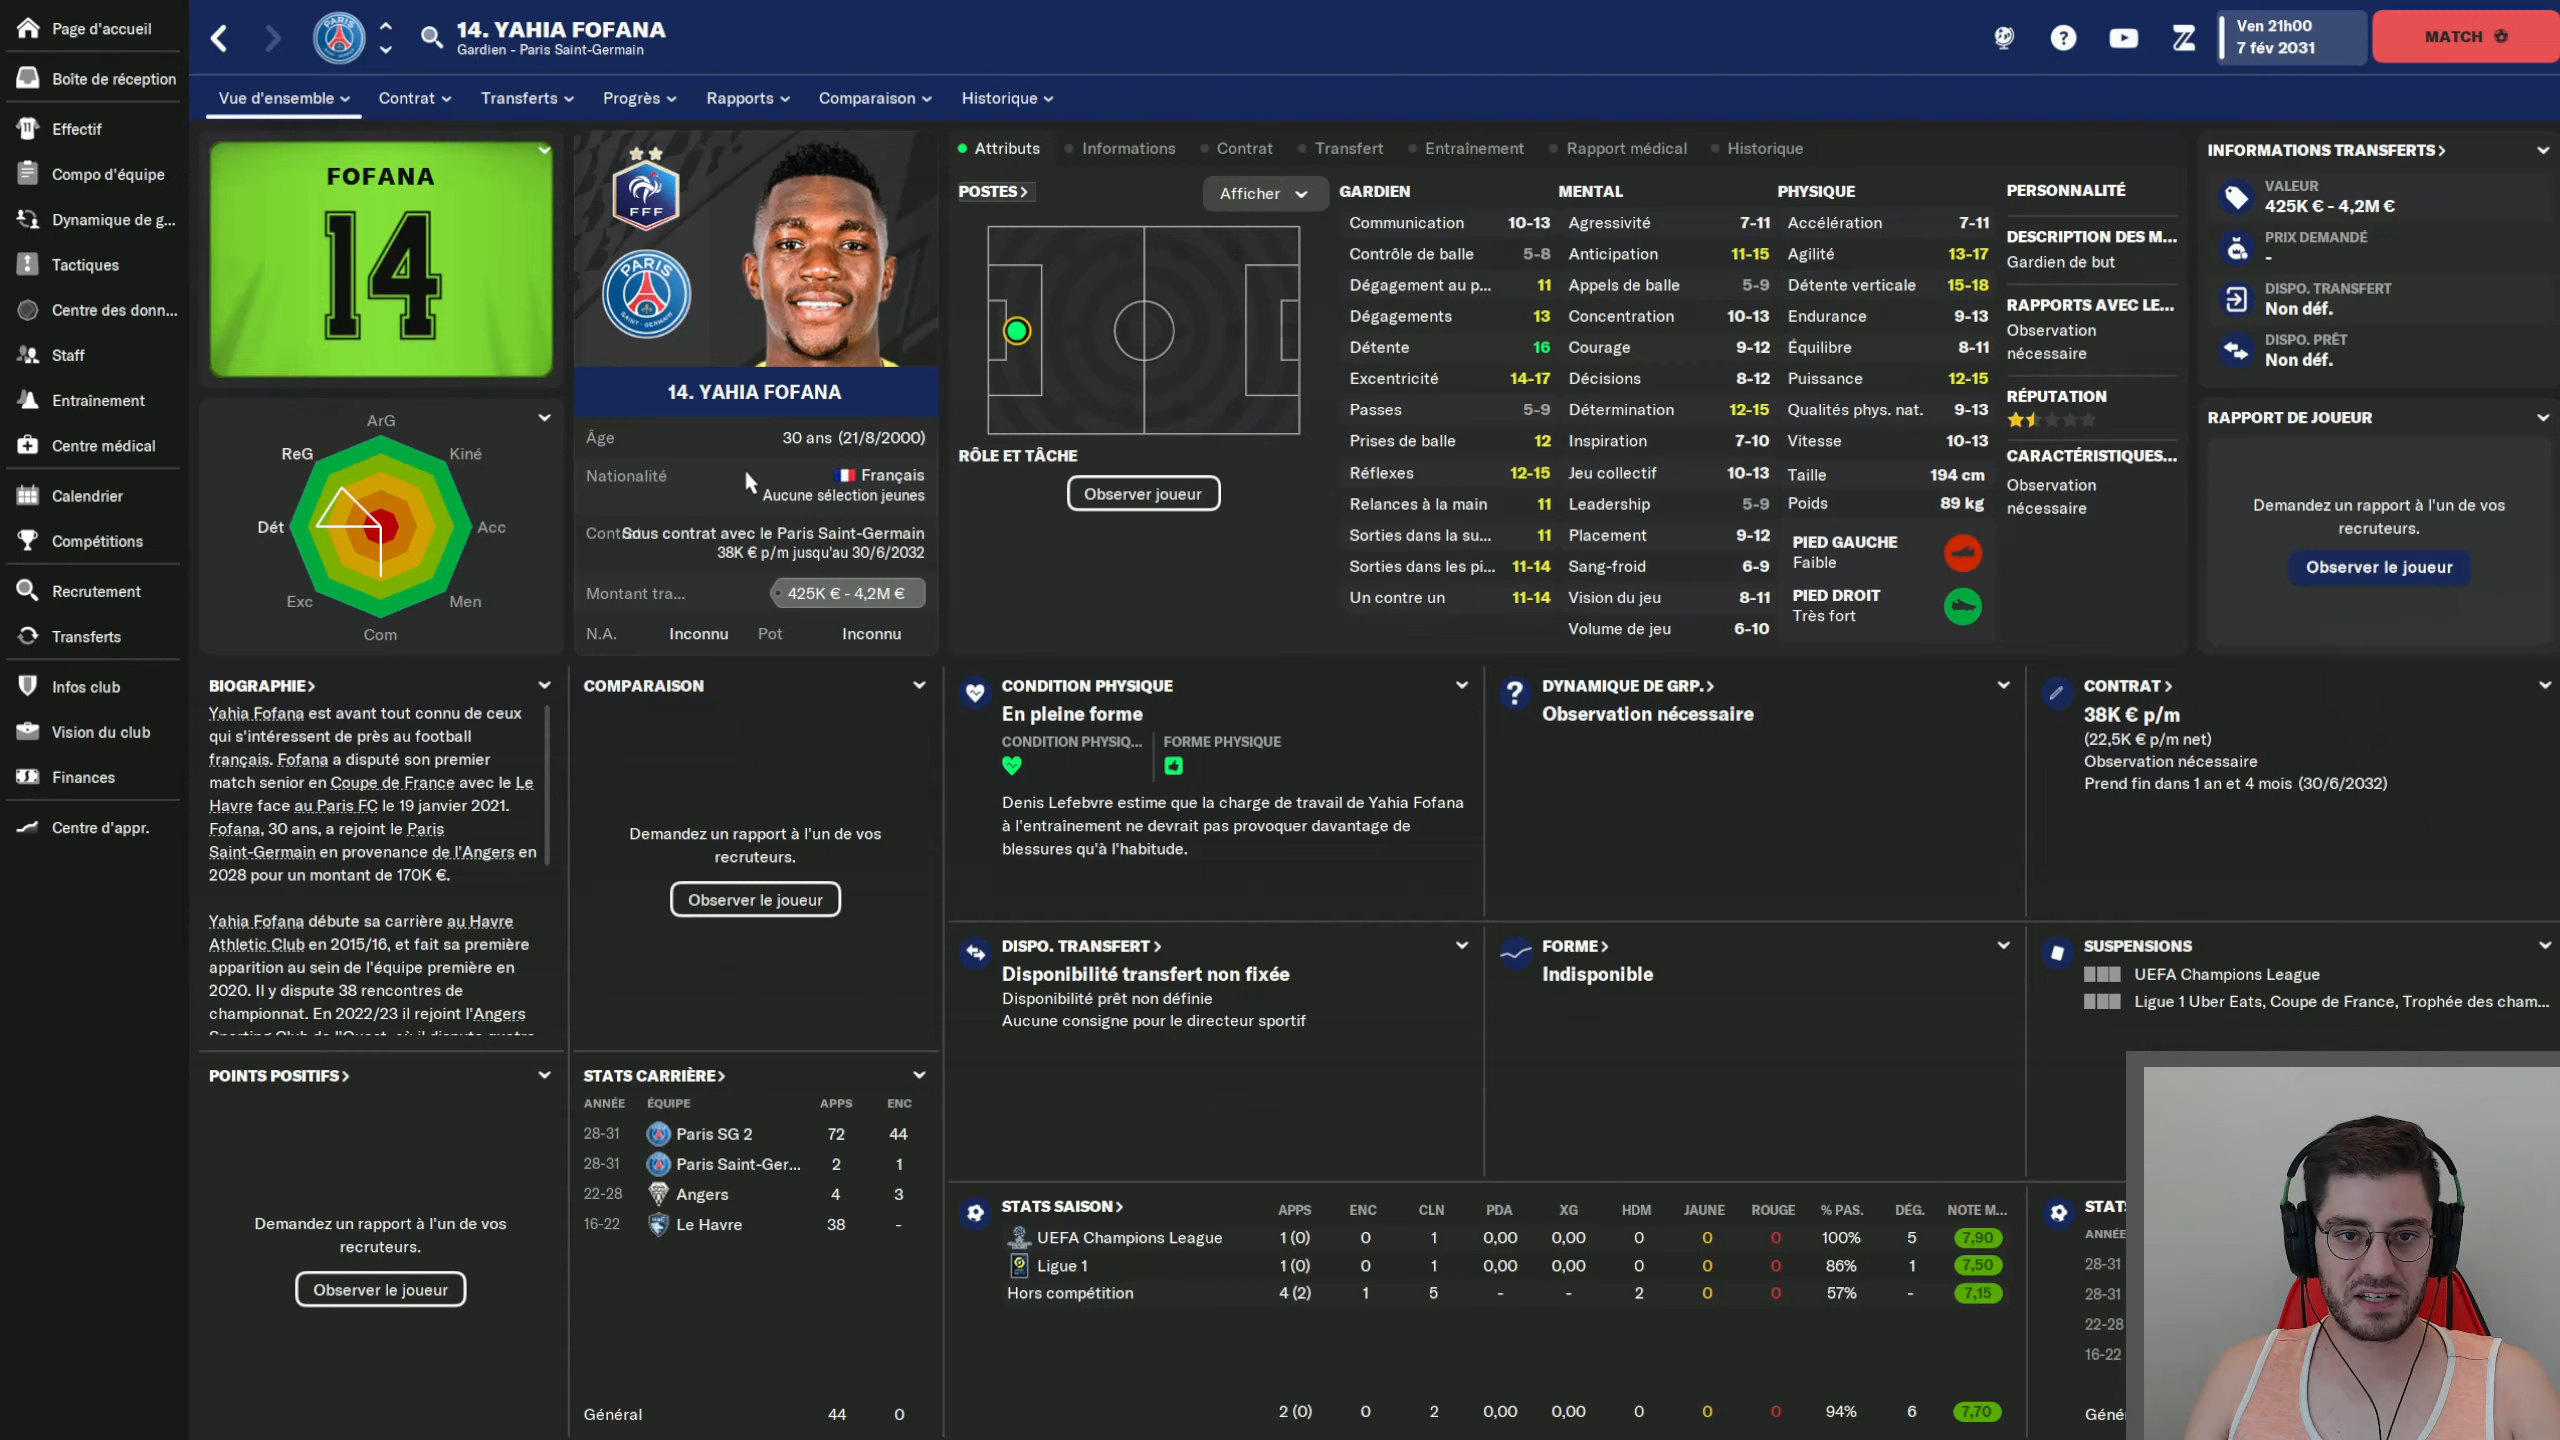 Page d'accueil
Boîte de réception
Effectif
Compo d'équipe
Dynamique de g...
Tactiques
Centre des donn...
Staff
Entraînement
Centre médical
Calendrier
Compétitions
Recrutement
Transferts
Infos club
Vision du club
Finances
Centre d'appr.
14. YAHIA FOFANA
Gardien - Paris Saint-Germain
Ven 21h00
7 fév 2031
MATCH
Vue d'ensemble Contrat Transferts Progrès Rapports Comparaison Historique
FOFANA
14
ArG
Kiné
Acc
Men
Com
Exc
Dét
ReG
FFF
PARIS
SAINT-GERMAIN
14. YAHIA FOFANA
Âge 30 ans (21/8/2000)
Nationalité Français
Aucune sélection jeunes
Sous contrat avec le Paris Saint-Germain
38K € p/m jusqu'au 30/6/2032
Montant tra... 425K € - 4,2M €
N.A. Inconnu Pot Inconnu
Attributs Informations Contrat Transfert Entraînement Rapport médical Historique
POSTES>
Afficher
RÔLE ET TÂCHE
Observer joueur
GARDIEN
Communication 10-13
Contrôle de balle 5-8
Dégagement au p... 11
Dégagements 13
Détente 16
Excentricité 14-17
Passes 5-9
Prises de balle 12
Réflexes 12-15
Relances à la main 11
Sorties dans la su... 11
Sorties dans les pi... 11-14
Un contre un 11-14
MENTAL
Agressivité 7-11
Anticipation 11-15
Appels de balle 5-9
Concentration 10-13
Courage 9-12
Décisions 8-12
Détermination 12-15
Inspiration 7-10
Jeu collectif 10-13
Leadership 5-9
Placement 9-12
Sang-froid 6-9
Vision du jeu 8-11
Volume de jeu 6-10
PHYSIQUE
Accélération 7-11
Agilité 13-17
Détente verticale 15-18
Endurance 9-13
Équilibre 8-11
Puissance 12-15
Qualités phys. nat. 9-13
Vitesse 10-13
Taille 194 cm
Poids 89 kg
PIED GAUCHE
Faible
PIED DROIT
Très fort
PERSONNALITÉ
DESCRIPTION DES M...
Gardien de but
RAPPORTS AVEC LE...
Observation
nécessaire
RÉPUTATION
CARACTÉRISTIQUES...
Observation
nécessaire
INFORMATIONS TRANSFERTS>
VALEUR
425K € - 4,2M €
PRIX DEMANDÉ
-
DISPO. TRANSFERT
Non déf.
DISPO. PRÊT
Non déf.
RAPPORT DE JOUEUR
Demandez un rapport à l'un de vos
recruteurs.
Observer le joueur
BIOGRAPHIE>
Yahia Fofana est avant tout connu de ceux
qui s'intéressent de près au football
français. Fofana a disputé son premier
match senior en Coupe de France avec le Le
Havre face au Paris FC le 19 janvier 2021.
Fofana, 30 ans, a rejoint le Paris
Saint-Germain en provenance de l'Angers en
2028 pour un montant de 170K €.
Yahia Fofana débute sa carrière au Havre
Athletic Club en 2015/16, et fait sa première
apparition au sein de l'équipe première en
2020. Il y dispute 38 rencontres de
championnat. En 2022/23 il rejoint l'Angers
COMPARAISON
Demandez un rapport à l'un de vos
recruteurs.
Observer le joueur
CONDITION PHYSIQUE
En pleine forme
CONDITION PHYSIQ... FORME PHYSIQUE
Denis Lefebvre estime que la charge de travail de Yahia Fofana
à l'entraînement ne devrait pas provoquer davantage de
blessures qu'à l'habitude.
DYNAMIQUE DE GRP.>
Observation nécessaire
CONTRAT>
38K € p/m
(22,5K € p/m net)
Observation nécessaire
Prend fin dans 1 an et 4 mois (30/6/2032)
DISPO. TRANSFERT>
Disponibilité transfert non fixée
Disponibilité prêt non définie
Aucune consigne pour le directeur sportif
FORME>
Indisponible
SUSPENSIONS
UEFA Champions League
Ligue 1 Uber Eats, Coupe de France, Trophée des cham...
POINTS POSITIFS>
Demandez un rapport à l'un de vos
recruteurs.
Observer le joueur
STATS CARRIÈRE>
ANNÉE ÉQUIPE APPS ENC
28-31 Paris SG 2 72 44
28-31 Paris Saint-Ger... 2 1
22-28 Angers 4 3
16-22 Le Havre 38 -
Général 44 0
STATS SAISON> APPS ENC CLN PDA XG HDM JAUNE ROUGE % PAS. DÉG. NOTE M...
UEFA Champions League 1 (0) 0 1 0,00 0,00 0 0 0 100% 5 7,90
Ligue 1 1 (0) 0 1 0,00 0,00 0 0 0 86% 1 7,50
Hors compétition 4 (2) 1 5 - - 2 0 0 57% - 7,15
2 (0) 0 2 0,00 0,00 0 0 0 94% 6 7,70
STATS
ANNÉE
28-31
28-31
22-28
16-22